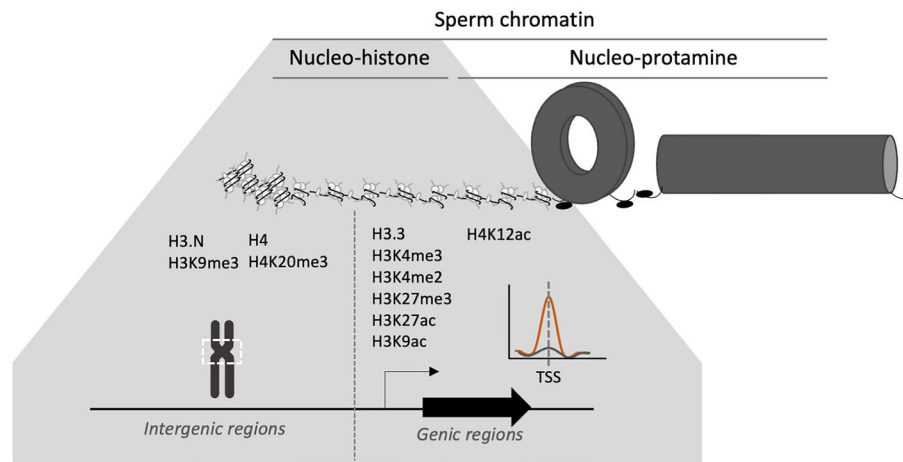 Sperm chromatin
Nucleo-histone
Nucleo-protamine
H3.N
H3K9me3
H4
H4K20me3
H3.3
H3K4me3
H3K4me2
H3K27me3
H3K27ac
H3K9ac
H4K12ac
TSS
Intergenic regions
Genic regions